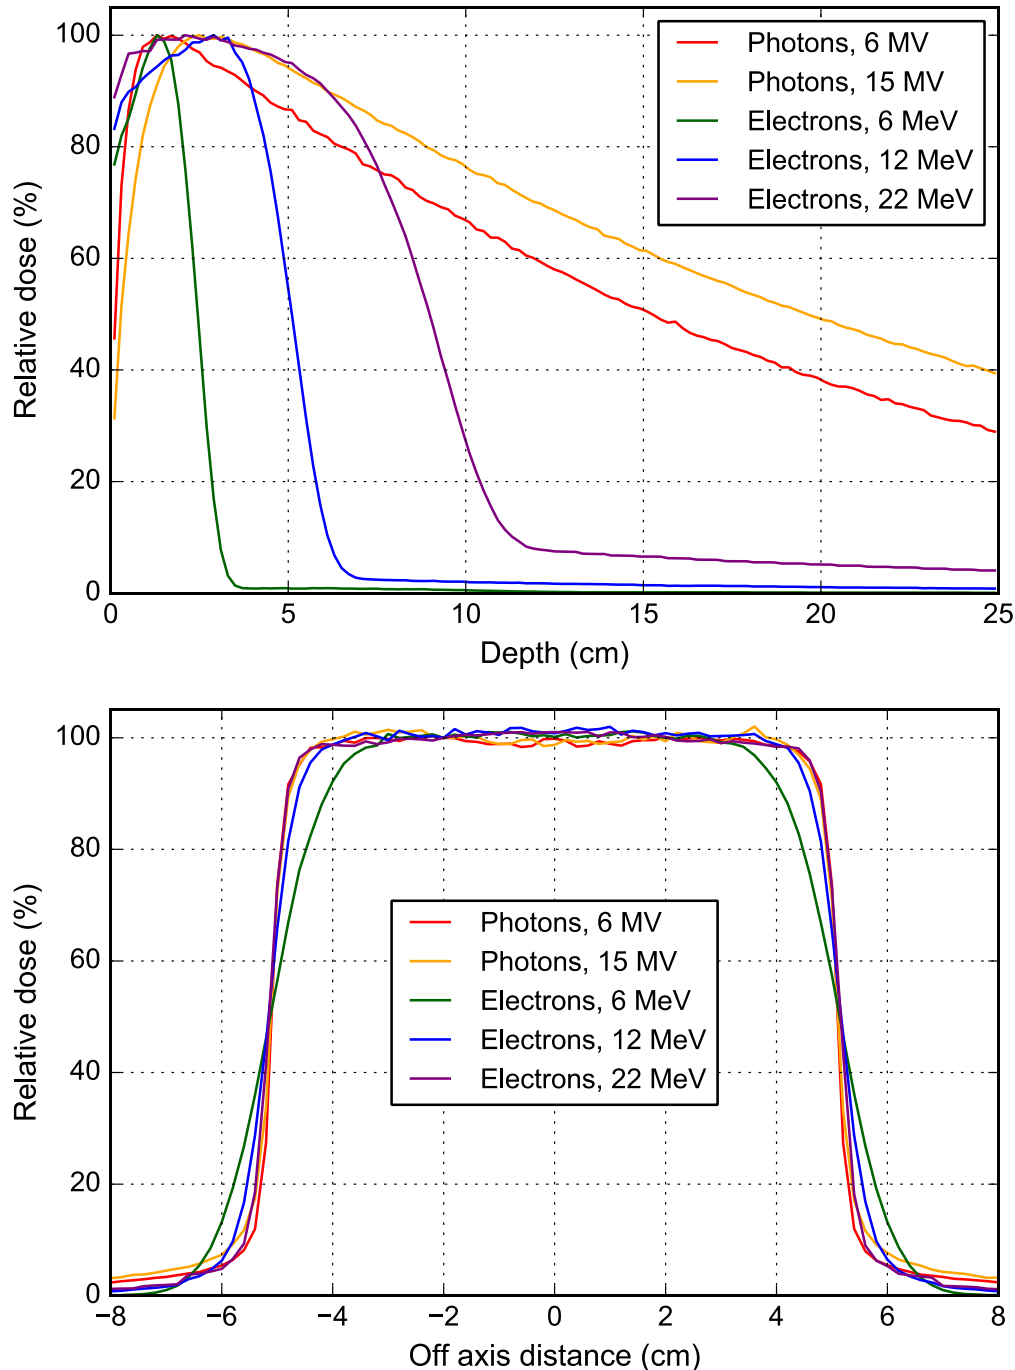 100
80
60
40
20
0
Relative dose (%)
Photons, 6 MV
Photons, 15 MV
Electrons, 6 MeV
Electrons, 12 MeV
Electrons, 22 MeV
0 5 10 15 20 25
Depth (cm)
100
80
60
40
20
0
Relative dose (%)
Photons, 6 MV
Photons, 15 MV
Electrons, 6 MeV
Electrons, 12 MeV
Electrons, 22 MeV
−8 −6 −4 −2 0 2 4 6 8
Off axis distance (cm)